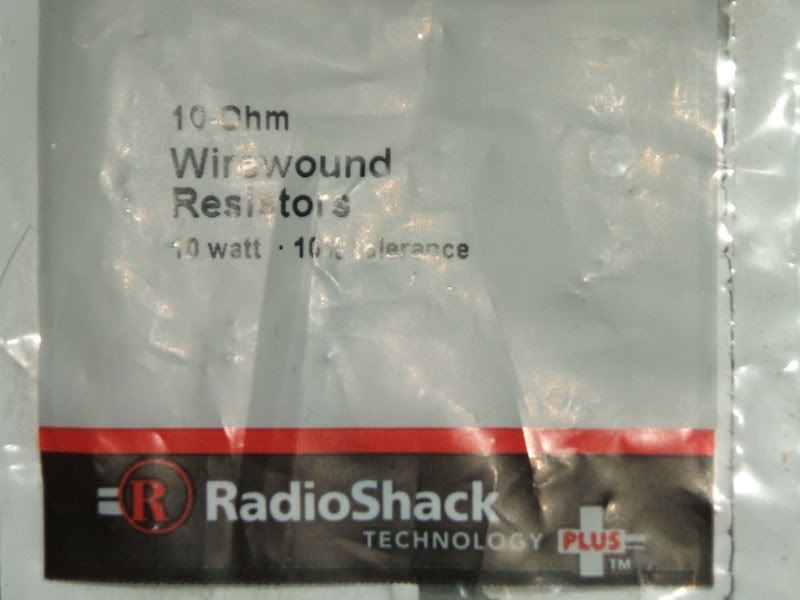 10-Ohm
Wirewound
Resistors
10 watt · 10% tolerance
R RadioShack
TECHNOLOGY PLUS
TM